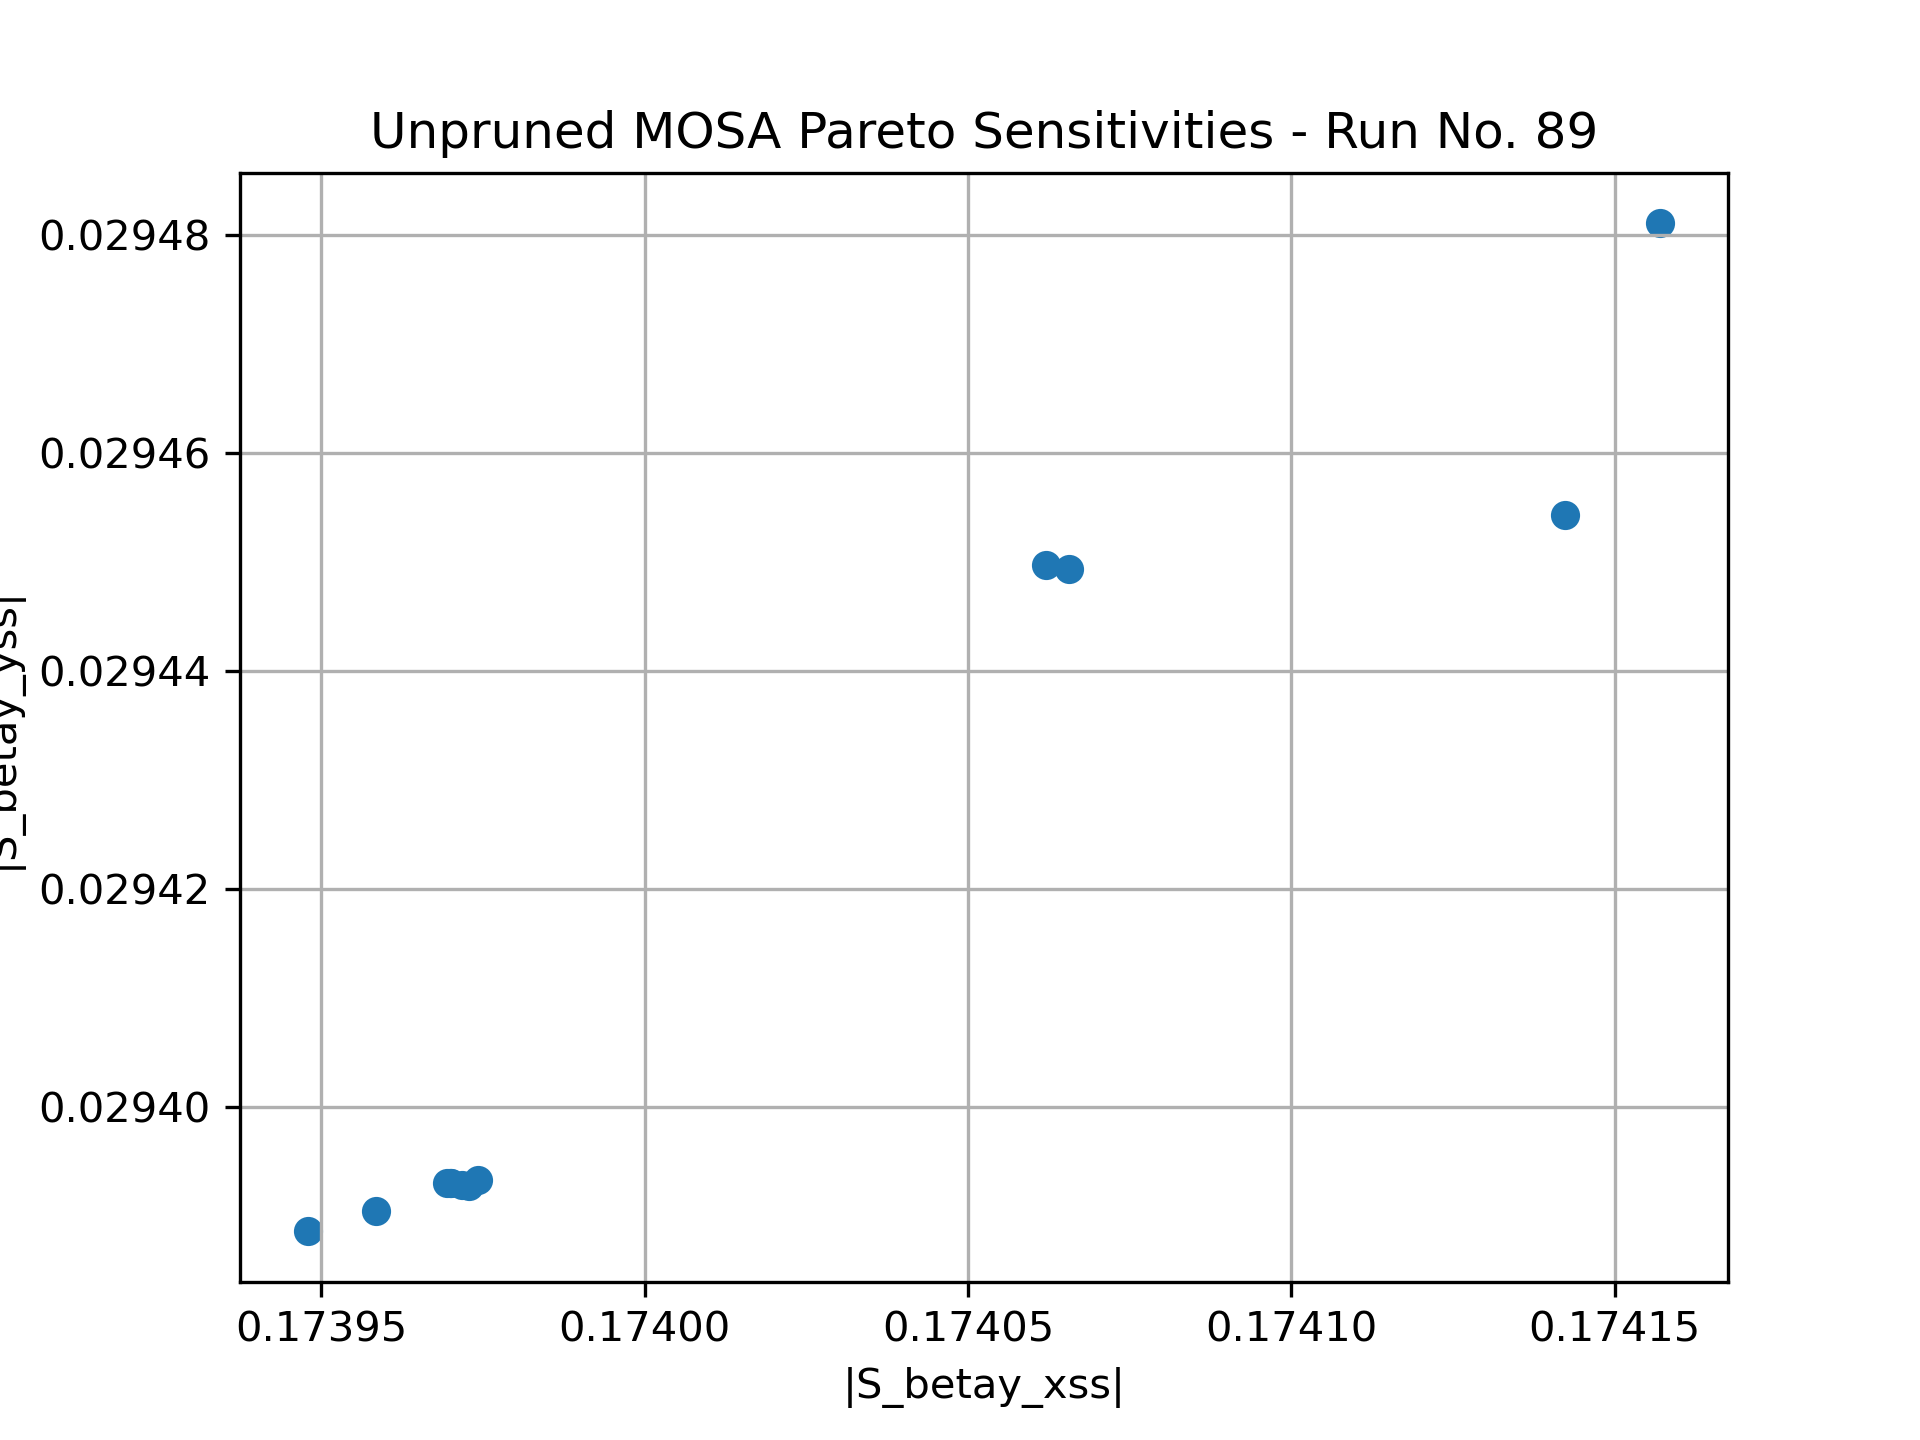 Unpruned MOSA Pareto Sensitivities - Run No. 89
0.02948
0.02946
0.02944
0.02942
0.02940
|S_betay_yss|
0.17395 0.17400 0.17405 0.17410 0.17415
|S_betay_xss|